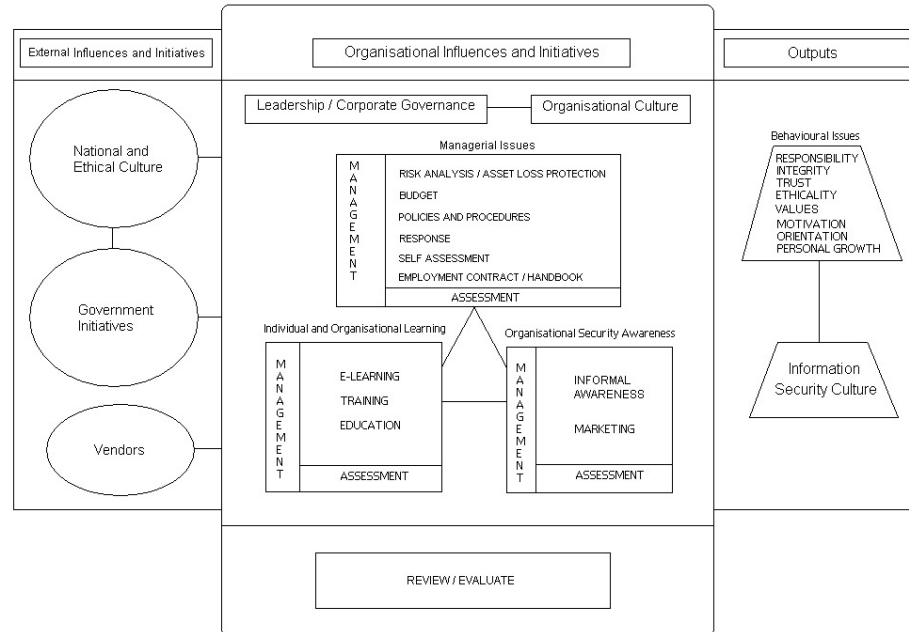 External Influences and Initiatives
Organisational Influences and Initiatives
Outputs
National and
Ethical Culture
Government
Initiatives
Vendors
Leadership / Corporate Governance
Organisational Culture
Managerial Issues
MANAGEMENT
RISK ANALYSIS / ASSET LOSS PROTECTION
BUDGET
POLICIES AND PROCEDURES
RESPONSE
SELF ASSESSMENT
EMPLOYMENT CONTRACT / HANDBOOK
ASSESSMENT
Individual and Organisational Learning
MANAGEMENT
E-LEARNING
TRAINING
EDUCATION
ASSESSMENT
Organisational Security Awareness
MANAGEMENT
INFORMAL
AWARENESS
MARKETING
ASSESSMENT
REVIEW / EVALUATE
Behavioural Issues
RESPONSIBILITY
INTEGRITY
TRUST
ETHICALITY
VALUES
MOTIVATION
ORIENTATION
PERSONAL GROWTH
Information
Security Culture